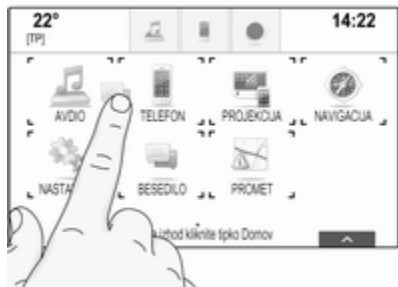 22° 14:22
[TP]
AVDIO TELEFON PROJEKCIJA NAVIGACIJA
BESEDILO PROMET
izhod kliknite tipko Domov